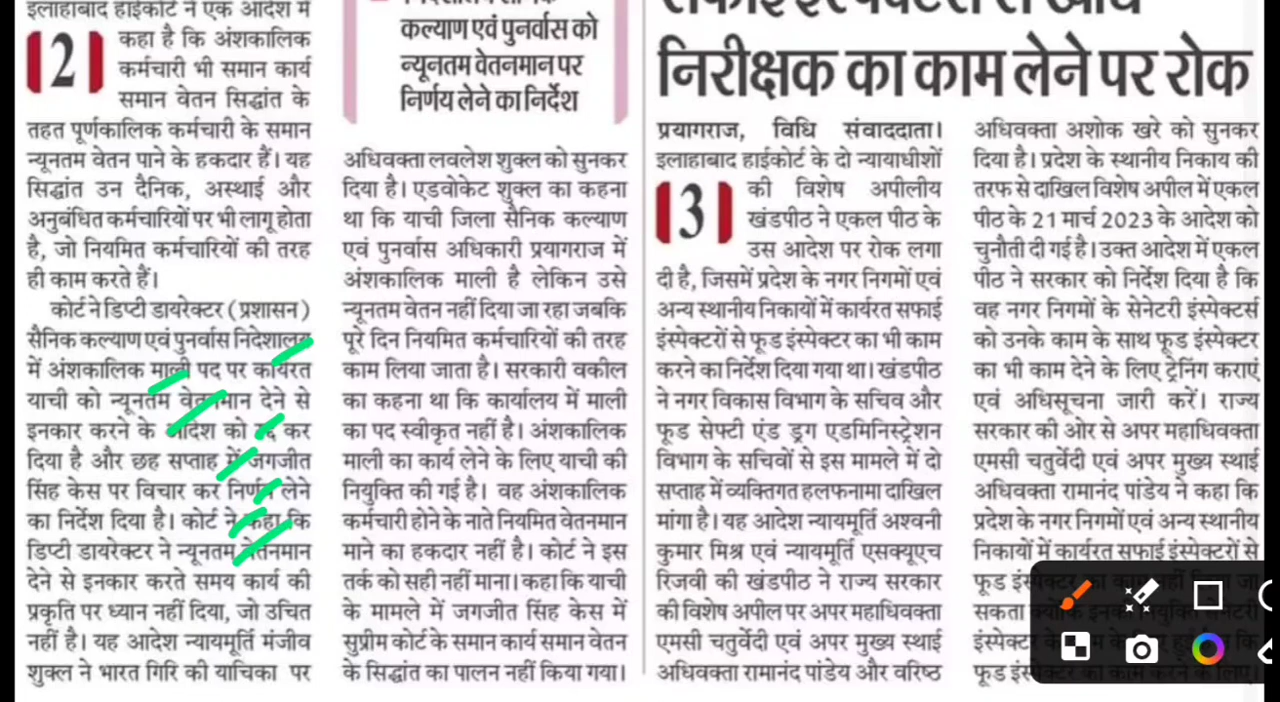 इलाहाबाद हाईकोर्ट ने एक आदेश में
2
कहा है कि अंशकालिक
कर्मचारी भी समान कार्य
समान वेतन सिद्धांत के
तहत पूर्णकालिक कर्मचारी के समान
न्यूनतम वेतन पाने के हकदार हैं। यह
सिद्धांत उन दैनिक, अस्थाई और
अनुबंधित कर्मचारियों पर भी लागू होता
है, जो नियमित कर्मचारियों की तरह
ही काम करते हैं।
कोर्ट ने डिप्टी डायरेक्टर (प्रशासन)
सैनिक कल्याण एवं पुनर्वास निदेशालय
में अंशकालिक माली पद पर कार्यरत
याची को न्यूनतम वेतनमान देने से
इनकार करने के आदेश को रद्द कर
दिया है और छह सप्ताह में जगजीत
सिंह केस पर विचार कर निर्णय लेने
का निर्देश दिया है। कोर्ट ने कहा कि
डिप्टी डायरेक्टर ने न्यूनतम वेतनमान
देने से इनकार करते समय कार्य की
प्रकृति पर ध्यान नहीं दिया, जो उचित
नहीं है। यह आदेश न्यायमूर्ति मंजीव
शुक्ल ने भारत गिरि की याचिका पर
कल्याण एवं पुनर्वास को
न्यूनतम वेतनमान पर
निर्णय लेने का निर्देश
अधिवक्ता लवलेश शुक्ल को सुनकर
दिया है। एडवोकेट शुक्ल का कहना
था कि याची जिला सैनिक कल्याण
एवं पुनर्वास अधिकारी प्रयागराज में
अंशकालिक माली है लेकिन उसे
न्यूनतम वेतन नहीं दिया जा रहा जबकि
पूरे दिन नियमित कर्मचारियों की तरह
काम लिया जाता है। सरकारी वकील
का कहना था कि कार्यालय में माली
का पद स्वीकृत नहीं है। अंशकालिक
माली का कार्य लेने के लिए याची की
नियुक्ति की गई है। वह अंशकालिक
कर्मचारी होने के नाते नियमित वेतनमान
माने का हकदार नहीं है। कोर्ट ने इस
तर्क को सही नहीं माना। कहा कि याची
के मामले में जगजीत सिंह केस में
सुप्रीम कोर्ट के समान कार्य समान वेतन
के सिद्धांत का पालन नहीं किया गया।
निरीक्षक का काम लेने पर रोक
प्रयागराज, विधि संवाददाता।
इलाहाबाद हाईकोर्ट के दो न्यायाधीशों
3
की विशेष अपीलीय
खंडपीठ ने एकल पीठ के
उस आदेश पर रोक लगा
दी है, जिसमें प्रदेश के नगर निगमों एवं
अन्य स्थानीय निकायों में कार्यरत सफाई
इंस्पेक्टरों से फूड इंस्पेक्टर का भी काम
करने का निर्देश दिया गया था। खंडपीठ
ने नगर विकास विभाग के सचिव और
फूड सेफ्टी एंड ड्रग एडमिनिस्ट्रेशन
विभाग के सचिवों से इस मामले में दो
सप्ताह में व्यक्तिगत हलफनामा दाखिल
मांगा है। यह आदेश न्यायमूर्ति अश्वनी
कुमार मिश्र एवं न्यायमूर्ति एसक्यूएच
रिजवी की खंडपीठ ने राज्य सरकार
की विशेष अपील पर अपर महाधिवक्ता
एमसी चतुर्वेदी एवं अपर मुख्य स्थाई
अधिवक्ता रामानंद पांडेय और वरिष्ठ
अधिवक्ता अशोक खरे को सुनकर
दिया है। प्रदेश के स्थानीय निकाय की
तरफ से दाखिल विशेष अपील में एकल
पीठ के 21 मार्च 2023 के आदेश को
चुनौती दी गई है। उक्त आदेश में एकल
पीठ ने सरकार को निर्देश दिया है कि
वह नगर निगमों के सेनेटरी इंस्पेक्टर्स
को उनके काम के साथ फूड इंस्पेक्टर
का भी काम देने के लिए ट्रेनिंग कराएं
एवं अधिसूचना जारी करें। राज्य
सरकार की ओर से अपर महाधिवक्ता
एमसी चतुर्वेदी एवं अपर मुख्य स्थाई
अधिवक्ता रामानंद पांडेय ने कहा कि
प्रदेश के नगर निगमों एवं अन्य स्थानीय
निकायों में कार्यरत सफाई इंस्पेक्टरों से
फूड
सकता
फूड